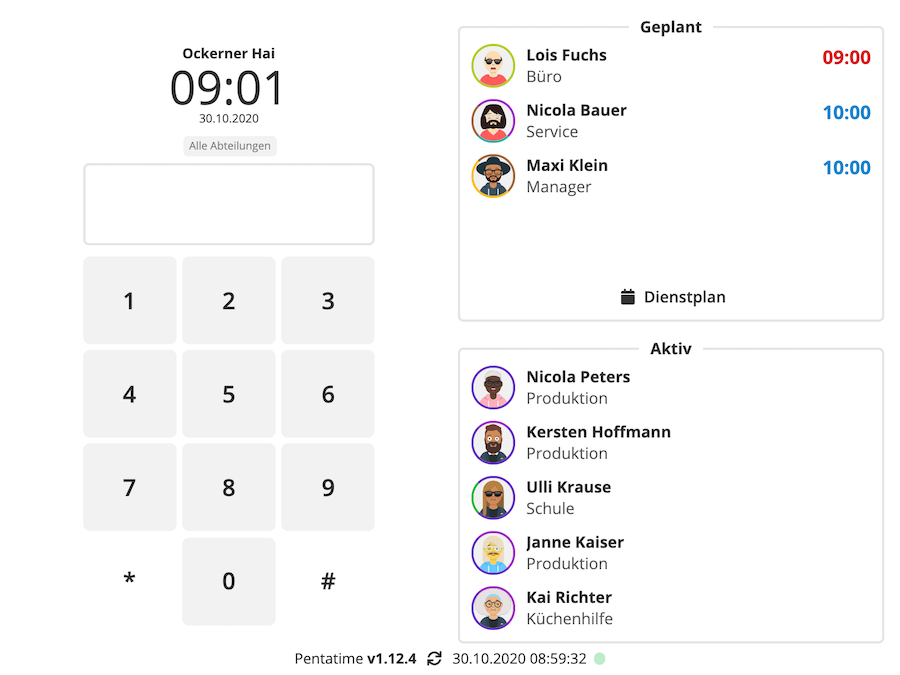 Ockerner Hai
09:01
30.10.2020
Alle Abteilungen
1 2 3
4 5 6
7 8 9
* 0 #
Geplant
Lois Fuchs 09:00
Büro
Nicola Bauer 10:00
Service
Maxi Klein 10:00
Manager
Dienstplan
Aktiv
Nicola Peters
Produktion
Kersten Hoffmann
Produktion
Ulli Krause
Schule
Janne Kaiser
Produktion
Kai Richter
Küchenhilfe
Pentatime v1.12.4 30.10.2020 08:59:32